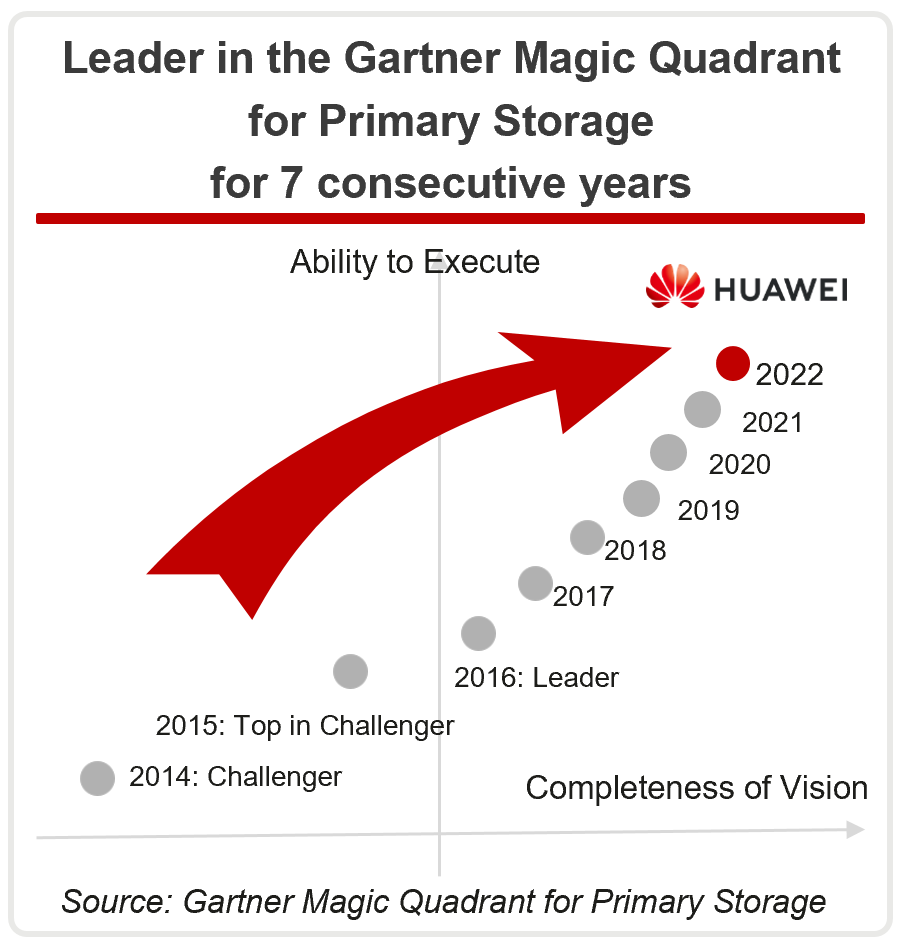 Leader in the Gartner Magic Quadrant
for Primary Storage
for 7 consecutive years
Ability to Execute
HUAWEI
2022
2021
2020
2019
2018
2017
2016: Leader
2015: Top in Challenger
2014: Challenger
Completeness of Vision
Source: Gartner Magic Quadrant for Primary Storage